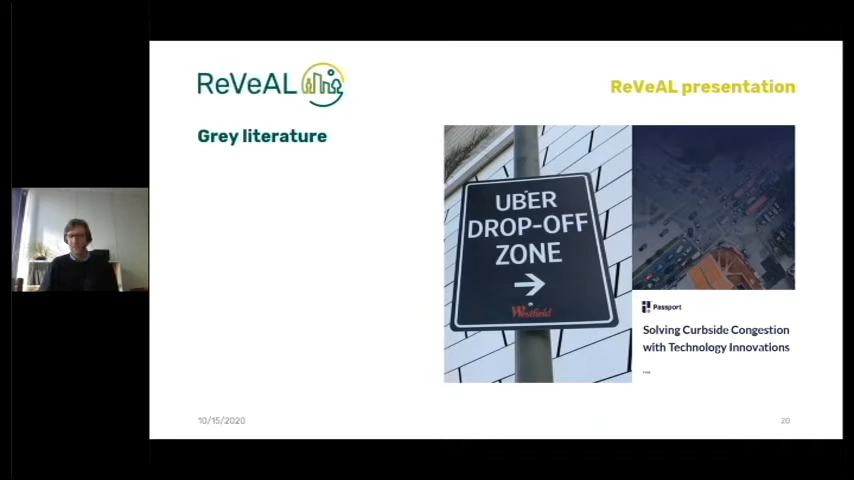 ReVeAL
ReVeAL presentation
Grey literature
UBER
DROP-OFF
ZONE
Westfield
Passport
Solving Curbside Congestion
with Technology Innovations
10/15/2020
20